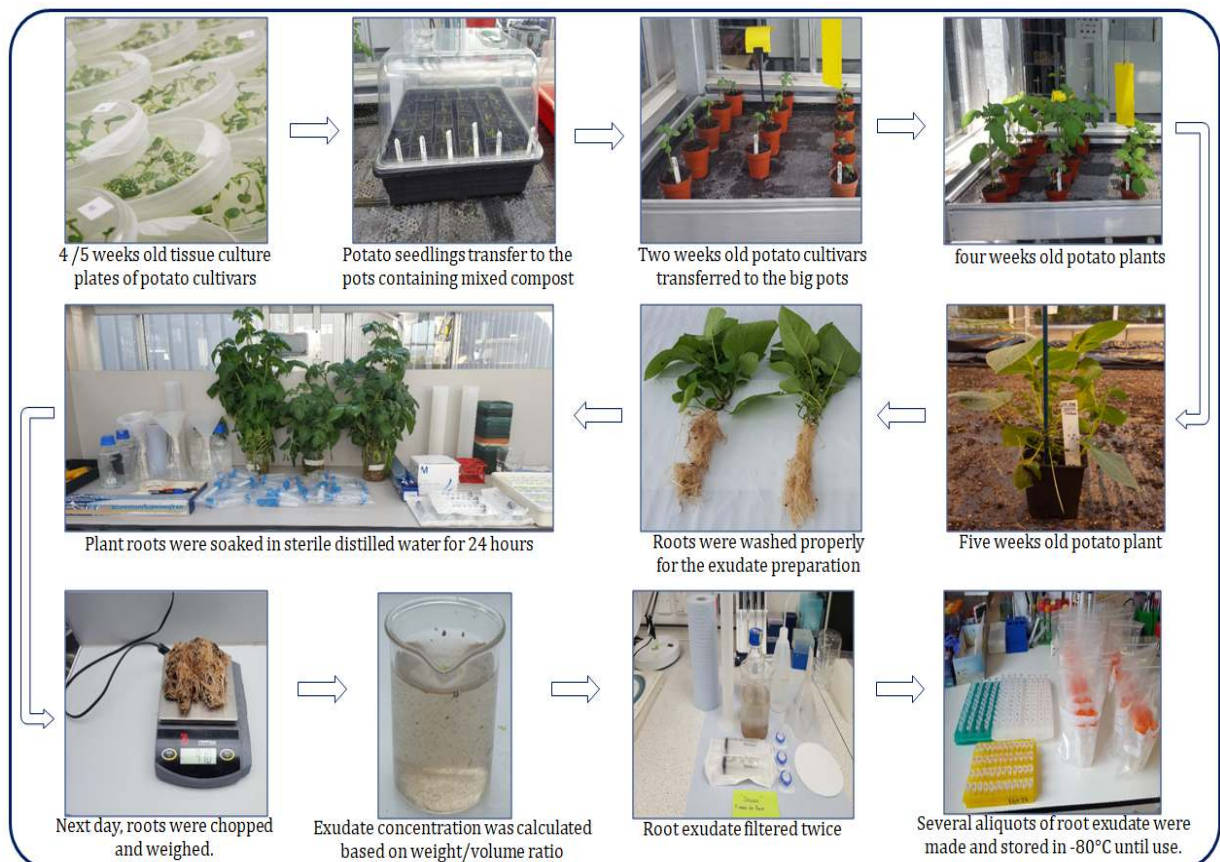 4 /5 weeks old tissue culture
plates of potato cultivars
Potato seedlings transfer to the
pots containing mixed compost
Two weeks old potato cultivars
transferred to the big pots
four weeks old potato plants
Five weeks old potato plant
Roots were washed properly
for the exudate preparation
Plant roots were soaked in sterile distilled water for 24 hours
Next day, roots were chopped
and weighed.
Exudate concentration was calculated
based on weight/volume ratio
Root exudate filtered twice
Several aliquots of root exudate were
made and stored in -80°C until use.